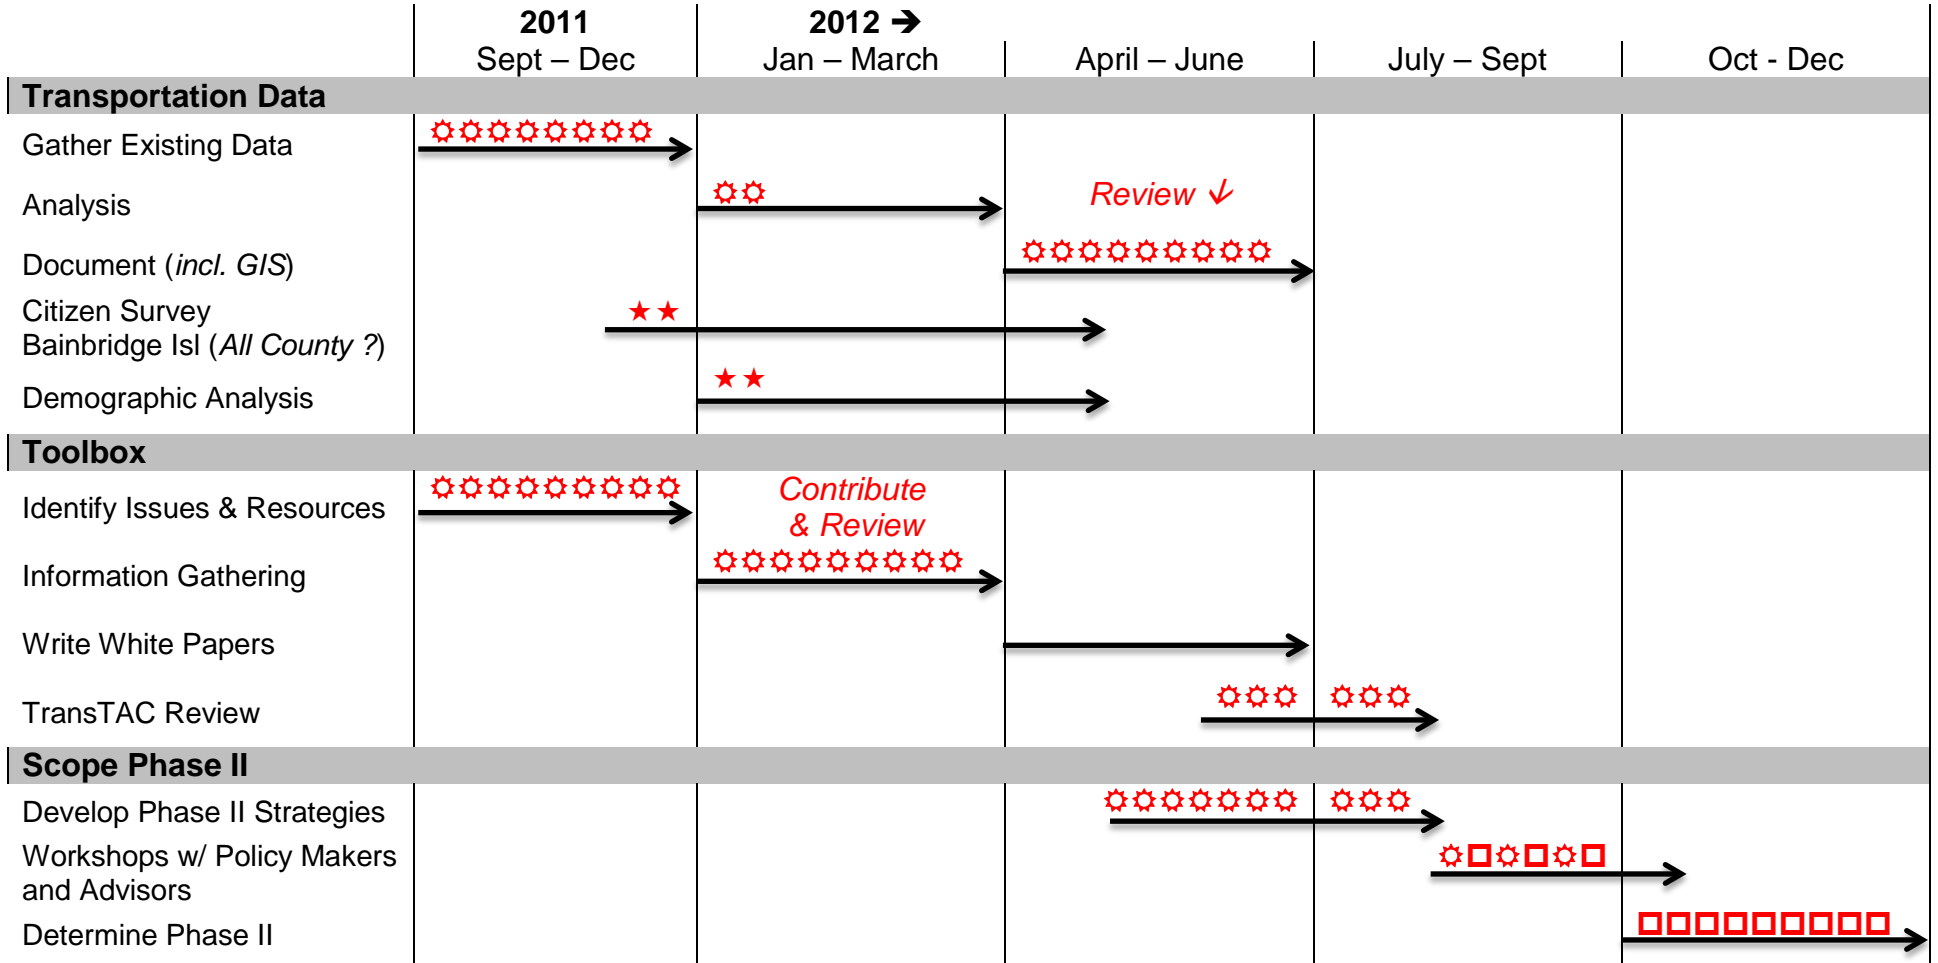 2011
2012 →
Sept – Dec
Jan – March
April – June
July – Sept
Oct - Dec
Transportation Data
Gather Existing Data
Analysis
Review ↓
Document (incl. GIS)
Citizen Survey
Bainbridge Isl (All County ?)
Demographic Analysis
Toolbox
Identify Issues & Resources
Contribute
& Review
Information Gathering
Write White Papers
TransTAC Review
Scope Phase II
Develop Phase II Strategies
Workshops w/ Policy Makers
and Advisors
Determine Phase II